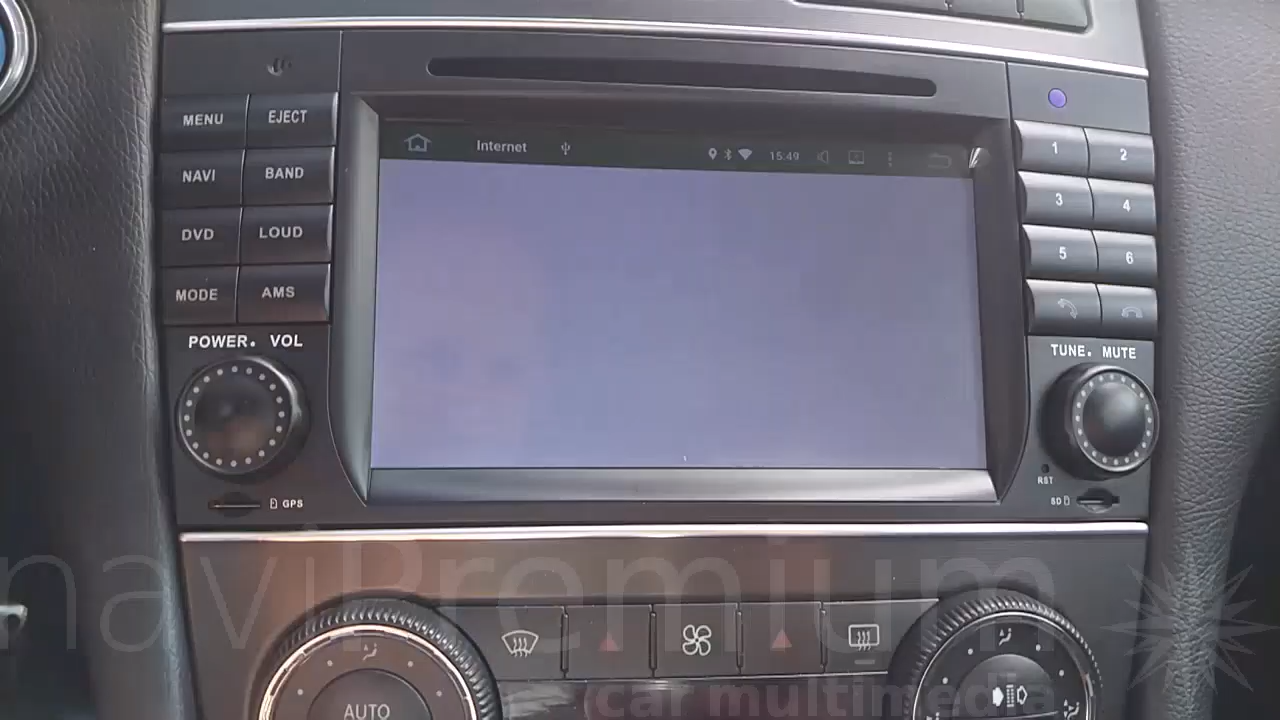 Internet 15:49
MENU EJECT
NAVI BAND
DVD LOUD
MODE AMS
POWER. VOL
GPS
1 2
3 4
5 6
TUNE. MUTE
RST
SD
naviPremium
car multimedia
AUTO